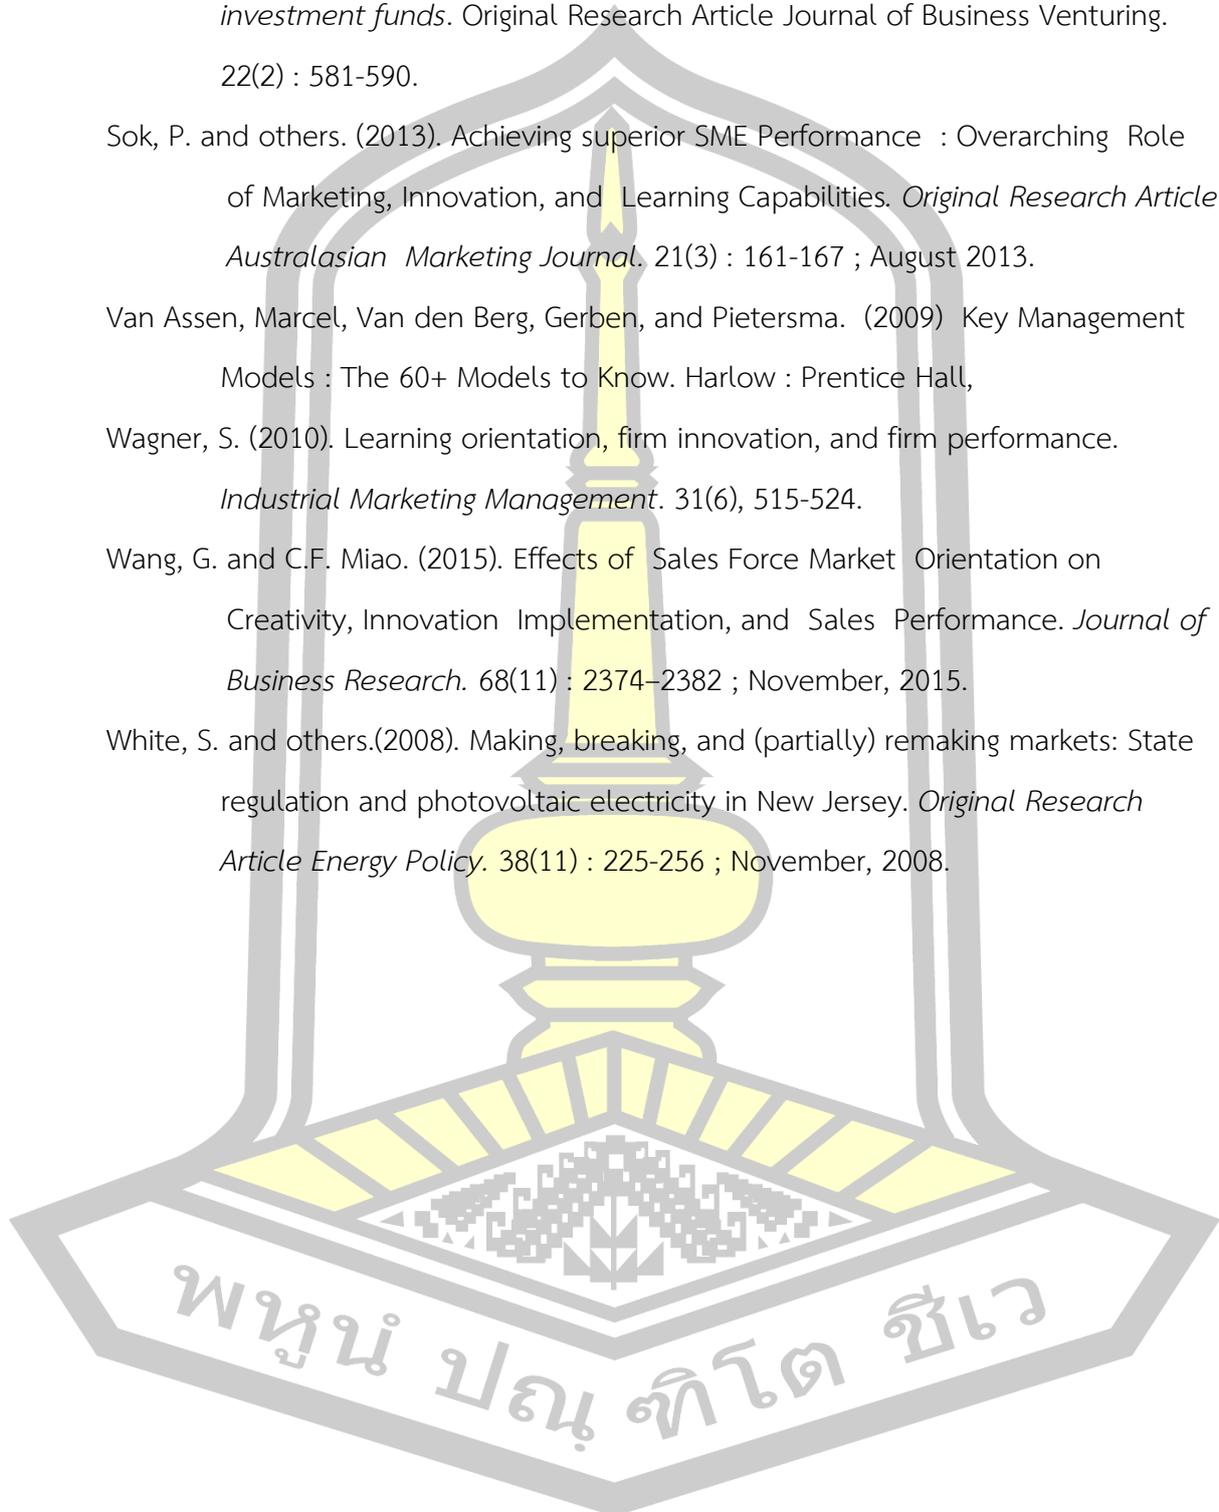 investment funds. Original Research Article Journal of Business Venturing.
22(2) : 581-590.
Sok, P. and others. (2013). Achieving superior SME Performance : Overarching Role
of Marketing, Innovation, and Learning Capabilities. Original Research Article
Australasian Marketing Journal. 21(3) : 161-167 ; August 2013.
Van Assen, Marcel, Van den Berg, Gerben, and Pietersma. (2009) Key Management
Models : The 60+ Models to Know. Harlow : Prentice Hall,
Wagner, S. (2010). Learning orientation, firm innovation, and firm performance.
Industrial Marketing Management. 31(6), 515-524.
Wang, G. and C.F. Miao. (2015). Effects of Sales Force Market Orientation on
Creativity, Innovation Implementation, and Sales Performance. Journal of
Business Research. 68(11) : 2374–2382 ; November, 2015.
White, S. and others.(2008). Making, breaking, and (partially) remaking markets: State
regulation and photovoltaic electricity in New Jersey. Original Research
Article Energy Policy. 38(11) : 225-256 ; November, 2008.
พหูนํ ปณฺฑิโต ชีเว